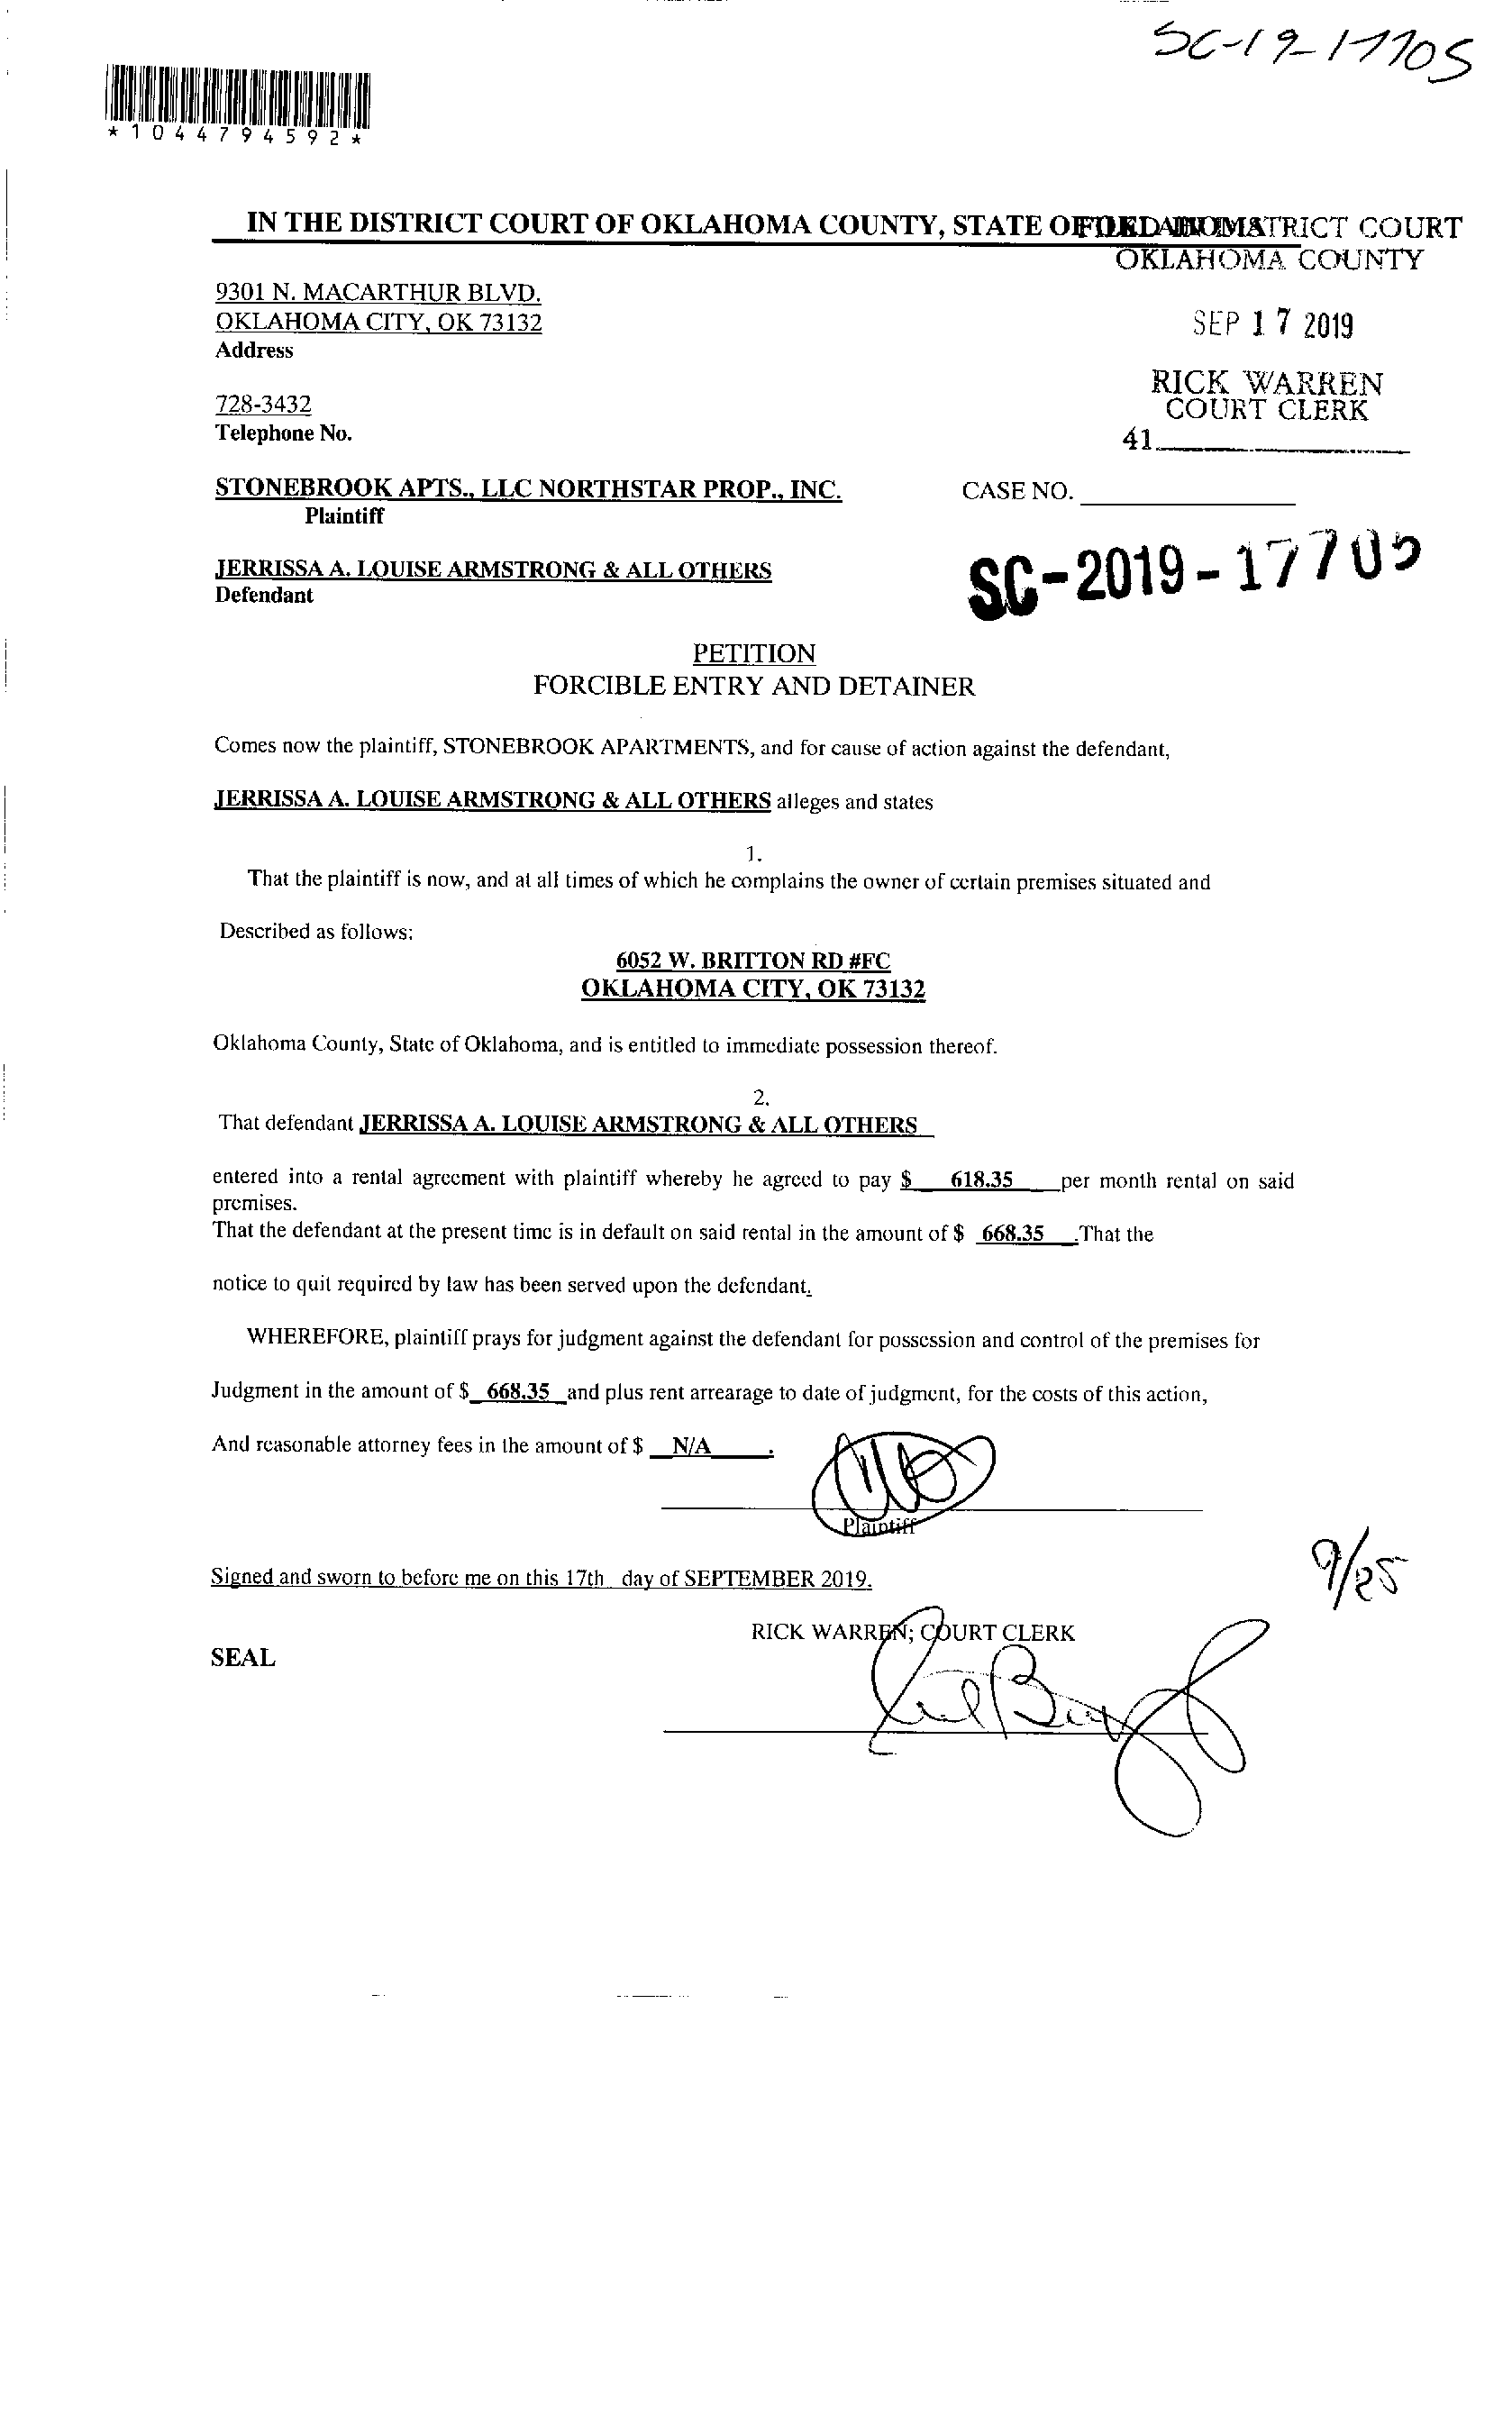 SC-19-17705
*1044794592*
IN THE DISTRICT COURT OF OKLAHOMA COUNTY, STATE OF OKLAHOMA
FILED IN DISTRICT COURT
OKLAHOMA COUNTY
9301 N. MACARTHUR BLVD.
OKLAHOMA CITY, OK 73132
Address
SEP 17 2019
RICK WARREN
COURT CLERK
728-3432
Telephone No.
41
STONEBROOK APTS., LLC NORTHSTAR PROP., INC.
CASE NO.
Plaintiff
SC-2019-17705
JERRISSA A. LOUISE ARMSTRONG & ALL OTHERS
Defendant
PETITION
FORCIBLE ENTRY AND DETAINER
Comes now the plaintiff, STONEBROOK APARTMENTS, and for cause of action against the defendant,
JERRISSA A. LOUISE ARMSTRONG & ALL OTHERS alleges and states
1.
That the plaintiff is now, and at all times of which he complains the owner of certain premises situated and
Described as follows:
6052 W. BRITTON RD #FC
OKLAHOMA CITY, OK 73132
Oklahoma County, State of Oklahoma, and is entitled to immediate possession thereof.
2.
That defendant JERRISSA A. LOUISE ARMSTRONG & ALL OTHERS
entered into a rental agreement with plaintiff whereby he agreed to pay $ 618.35 per month rental on said
premises.
That the defendant at the present time is in default on said rental in the amount of $ 668.35 .That the
notice to quit required by law has been served upon the defendant.
WHEREFORE, plaintiff prays for judgment against the defendant for possession and control of the premises for
Judgment in the amount of $ 668.35 and plus rent arrearage to date of judgment, for the costs of this action,
And reasonable attorney fees in the amount of $ N/A .
Plaintiff
9/25
Signed and sworn to before me on this 17th day of SEPTEMBER 2019.
RICK WARREN; COURT CLERK
SEAL